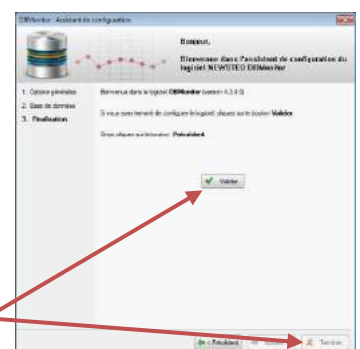 DBMonitor : Assistant de configuration
Bonjour,
Bienvenue dans l'assistant de configuration du
logiciel NEWSTEO DBMonitor
1. Options générales
2. Base de données
3. Finalisation
Bienvenue dans le logiciel DBMonitor (version 4.3.4.0)
Si vous avez terminé de configurer le logiciel, cliquez sur le bouton Valider
Sinon cliquez sur le bouton Précédent.
Valider
< Précédent
Terminer